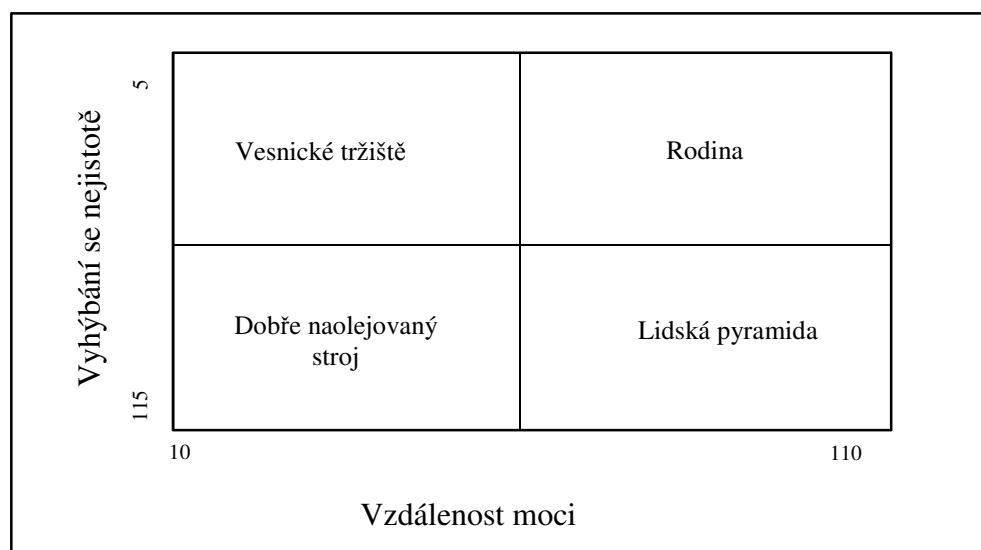 Vyhýbání se nejistotě
5
Vesnické tržiště
Rodina
Dobře naolejovaný
stroj
Lidská pyramida
115
10
110
Vzdálenost moci